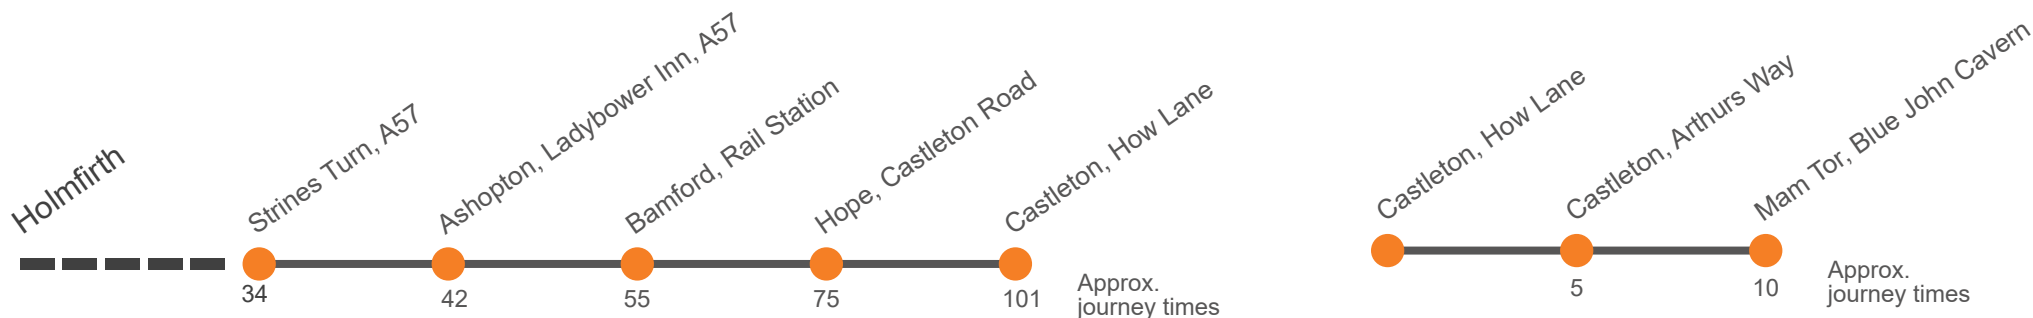 Holmfirth
Strines Turn, A57
Ashopton, Ladybower Inn, A57
Bamford, Rail Station
Hope, Castleton Road
Castleton, How Lane
34
42
55
75
101
Approx.
journey times
Castleton, How Lane
Castleton, Arthurs Way
Mam Tor, Blue John Cavern
5
10
Approx.
journey times